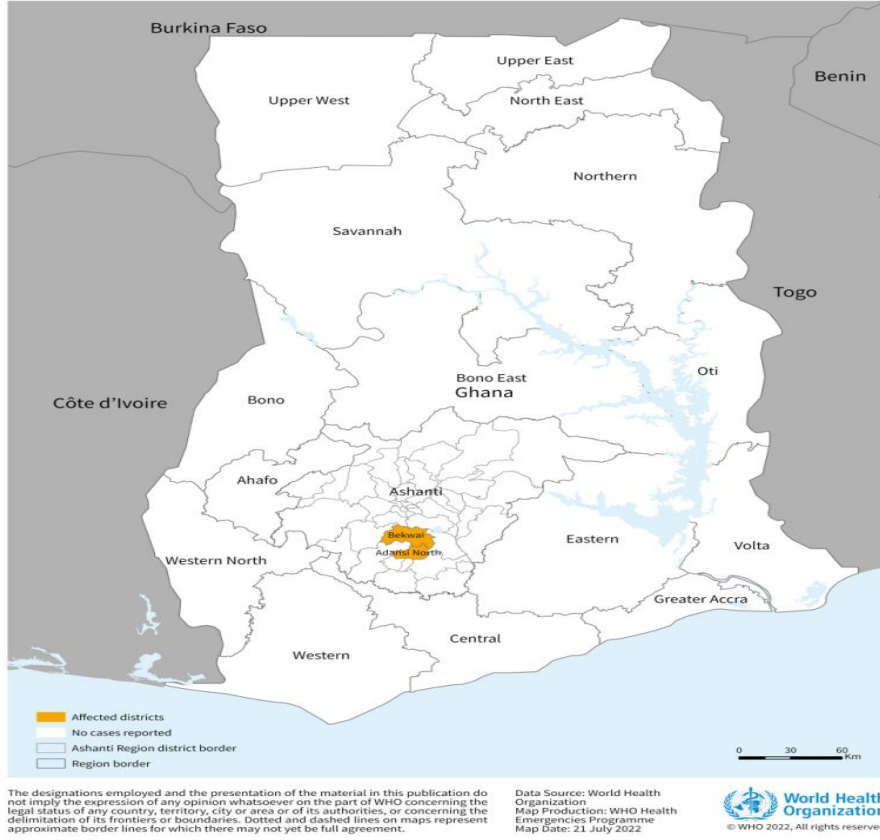 Burkina Faso
Benin
Upper East
Upper West
North East
Northern
Savannah
Togo
Oti
Bono East
Ghana
Bono
Côte d’Ivoire
Ahafo
Ashanti
Bekwai
Adansi North
Eastern
Volta
Western North
Greater Accra
Central
Western
Affected districts
No cases reported
Ashanti Region district border
Region border
0 30 60
Km
The designations employed and the presentation of the material in this publication do
not imply the expression of any opinion whatsoever on the part of WHO concerning the
legal status of any country, territory, city or area or of its authorities, or concerning the
delimitation of its frontiers or boundaries. Dotted and dashed lines on maps represent
approximate border lines for which there may not yet be full agreement.
Data Source: World Health
Organization
Map Production: WHO Health
Emergencies Programme
Map Date: 21 July 2022
World Health
Organization
© WHO 2022, All rights reserve